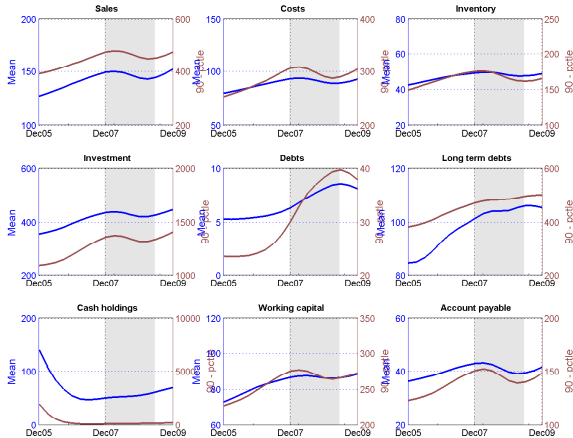 Sales Costs Inventory
200 600 150 400 80 250
Mean 150 400 90 - pctle Mean 100 300 90 - pctle Mean 60 200 90 - pctle
40 150
100 200 50 200 20 100
Dec05 Dec07 Dec09 Dec05 Dec07 Dec09 Dec05 Dec07 Dec09
Investment Debts Long term debts
600 2000 10 40 120 600
Mean 400 1500 90 - pctle Mean 5 30 90 - pctle Mean 100 400 90 - pctle
200 1000 0 20 80 200
Dec05 Dec07 Dec09 Dec05 Dec07 Dec09 Dec05 Dec07 Dec09
Cash holdings Working capital Account payable
200 10000 120 350 60 200
Mean 100 5000 90 - pctle Mean 100 300 90 - pctle Mean 40 150 90 - pctle
80 250
0 0 60 200 20 100
Dec05 Dec07 Dec09 Dec05 Dec07 Dec09 Dec05 Dec07 Dec09